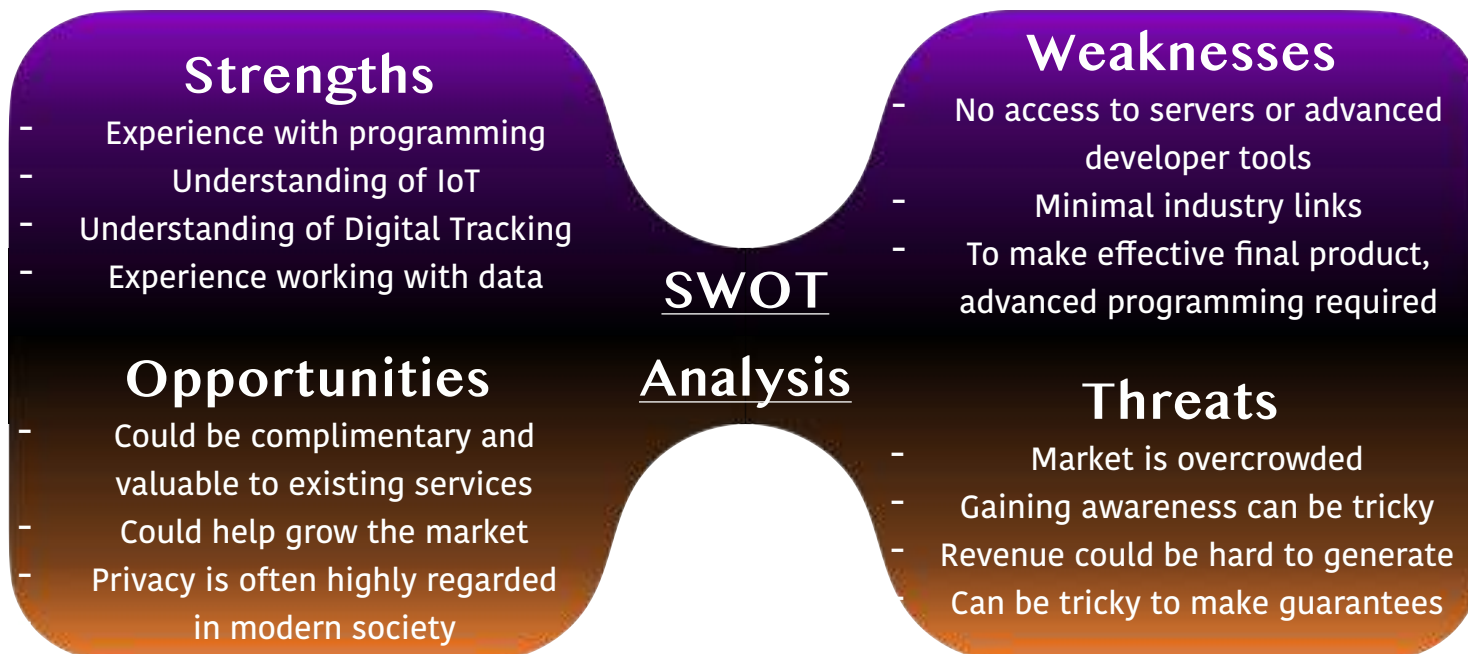 Strengths
- Experience with programming
- Understanding of IoT
- Understanding of Digital Tracking
- Experience working with data
Weaknesses
- No access to servers or advanced
developer tools
- Minimal industry links
- To make effective final product,
advanced programming required
SWOT
Analysis
Opportunities
- Could be complimentary and
valuable to existing services
- Could help grow the market
- Privacy is often highly regarded
in modern society
Threats
- Market is overcrowded
- Gaining awareness can be tricky
- Revenue could be hard to generate
- Can be tricky to make guarantees